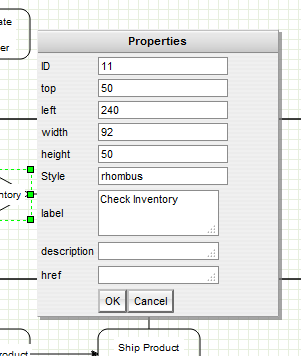 ate
er
Properties
ID 11
top 50
left 240
width 92
height 50
Style rhombus
label Check Inventory
description
href
OK Cancel
ntory
roduct
Ship Product